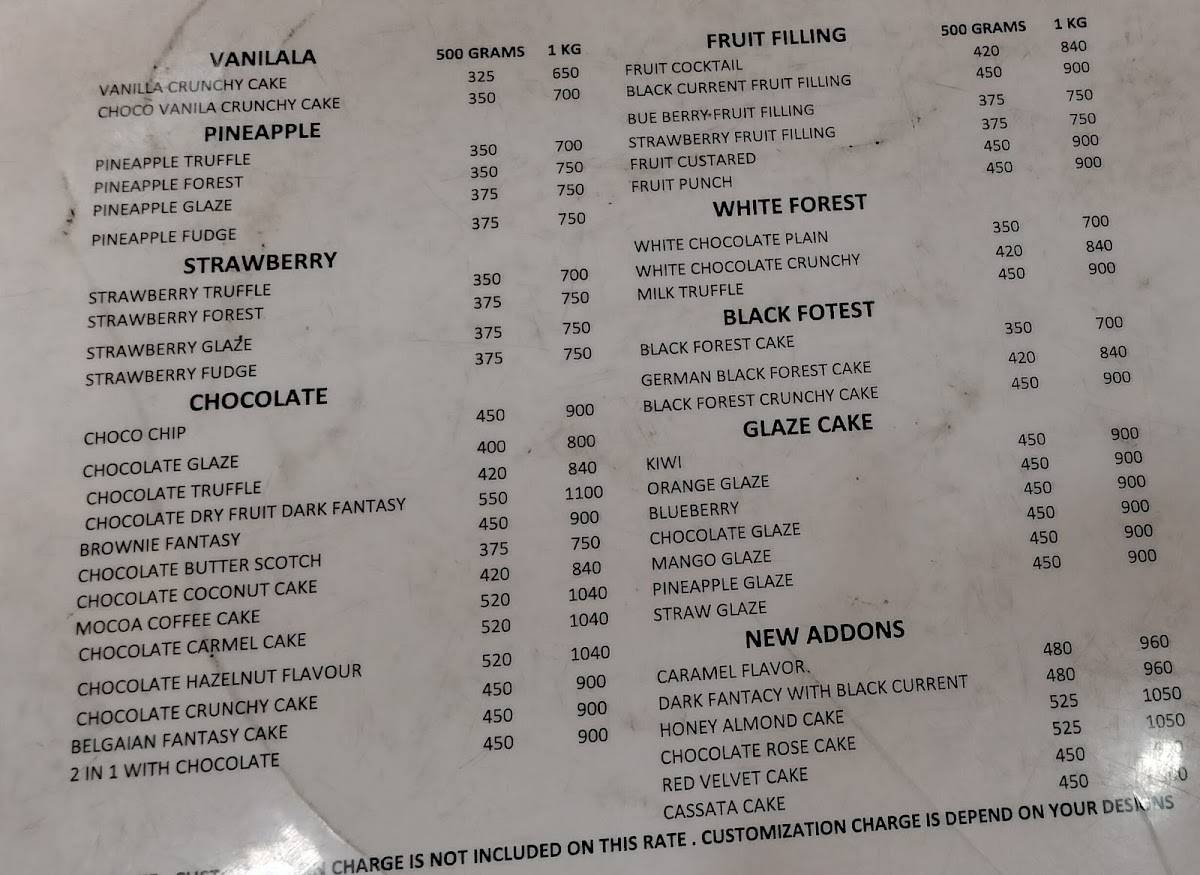 VANILALA 500 GRAMS 1 KG
VANILLA CRUNCHY CAKE 325 650
CHOCO VANILA CRUNCHY CAKE 350 700
PINEAPPLE
PINEAPPLE TRUFFLE 350 700
PINEAPPLE FOREST 350 750
PINEAPPLE GLAZE 375 750
PINEAPPLE FUDGE 375 750
STRAWBERRY
STRAWBERRY TRUFFLE 350 700
STRAWBERRY FOREST 375 750
STRAWBERRY GLAZE 375 750
STRAWBERRY FUDGE 375 750
CHOCOLATE
CHOCO CHIP 450 900
CHOCOLATE GLAZE 400 800
CHOCOLATE TRUFFLE 420 840
CHOCOLATE DRY FRUIT DARK FANTASY 550 1100
BROWNIE FANTASY 450 900
CHOCOLATE BUTTER SCOTCH 375 750
CHOCOLATE COCONUT CAKE 420 840
MOCOA COFFEE CAKE 520 1040
CHOCOLATE CARMEL CAKE 520 1040
CHOCOLATE HAZELNUT FLAVOUR 520 1040
CHOCOLATE CRUNCHY CAKE 450 900
BELGAIAN FANTASY CAKE 450 900
2 IN 1 WITH CHOCOLATE 450 900
FRUIT FILLING 500 GRAMS 1 KG
FRUIT COCKTAIL 420 840
BLACK CURRENT FRUIT FILLING 450 900
BUE BERRY FRUIT FILLING 375 750
STRAWBERRY FRUIT FILLING 375 750
FRUIT CUSTARED 450 900
FRUIT PUNCH 450 900
WHITE FOREST
WHITE CHOCOLATE PLAIN 350 700
WHITE CHOCOLATE CRUNCHY 420 840
MILK TRUFFLE 450 900
BLACK FOTEST
BLACK FOREST CAKE 350 700
GERMAN BLACK FOREST CAKE 420 840
BLACK FOREST CRUNCHY CAKE 450 900
GLAZE CAKE
KIWI 450 900
ORANGE GLAZE 450 900
BLUEBERRY 450 900
CHOCOLATE GLAZE 450 900
MANGO GLAZE 450 900
PINEAPPLE GLAZE 450 900
STRAW GLAZE
NEW ADDONS
CARAMEL FLAVOR 480 960
DARK FANTACY WITH BLACK CURRENT 480 960
HONEY ALMOND CAKE 525 1050
CHOCOLATE ROSE CAKE 525 1050
RED VELVET CAKE 450
CASSATA CAKE 450
CHARGE IS NOT INCLUDED ON THIS RATE . CUSTOMIZATION CHARGE IS DEPEND ON YOUR DESIGNS